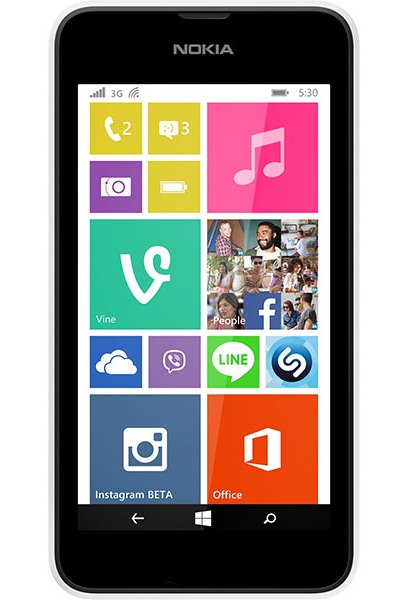 NOKIA
3G 5:30
2 3
Vine
People
LINE
Instagram BETA
Office